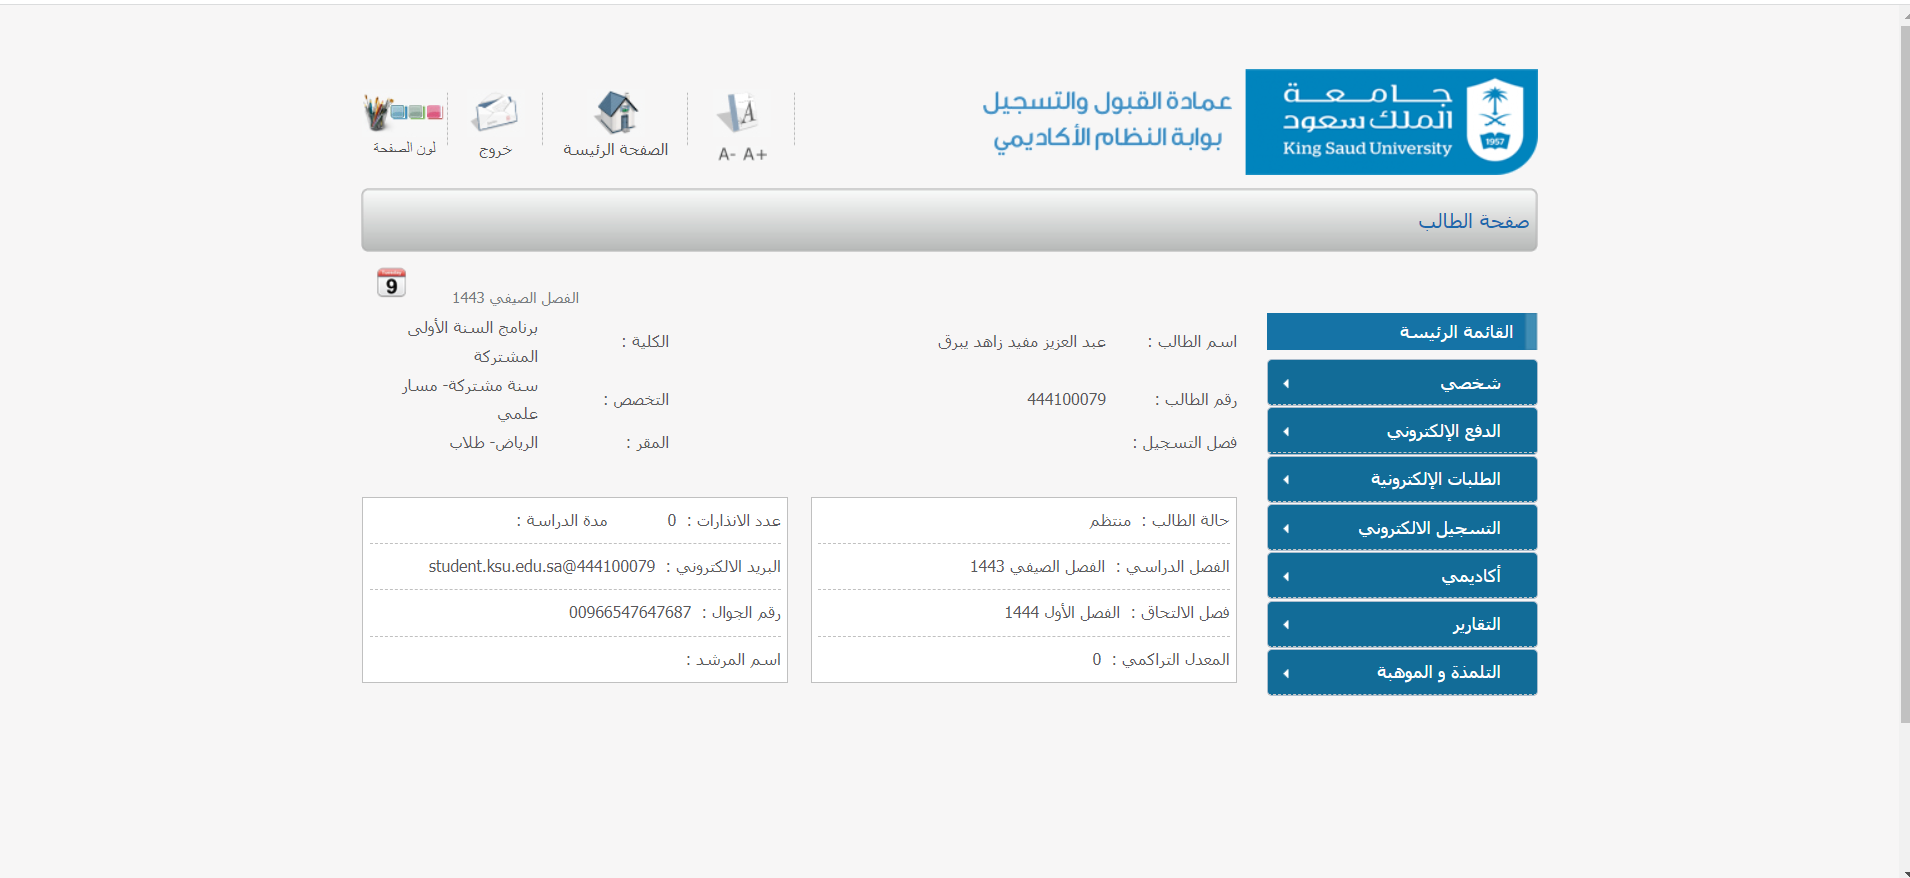 جامعة
الملك سعود
King Saud University
1957
عمادة القبول والتسجيل
بوابة النظام الأكاديمي
A- A+
الصفحة الرئيسة
خروج
لون الصفحة
صفحة الطالب
Tuesday
9
الفصل الصيفي 1443
القائمة الرئيسة
شخصي
الدفع الإلكتروني
الطلبات الإلكترونية
التسجيل الالكتروني
أكاديمي
التقارير
التلمذة و الموهبة
اسم الطالب : عبد العزيز مفيد زاهد يبرق
الكلية : برنامج السنة الأولى
المشتركة
رقم الطالب : 444100079
التخصص : سنة مشتركة- مسار
علمي
فصل التسجيل :
المقر : الرياض- طلاب
حالة الطالب : منتظم
الفصل الدراسي : الفصل الصيفي 1443
فصل الالتحاق : الفصل الأول 1444
المعدل التراكمي : 0
عدد الانذارات : 0 مدة الدراسة :
البريد الالكتروني : student.ksu.edu.sa@444100079
رقم الجوال : 00966547647687
اسم المرشد :